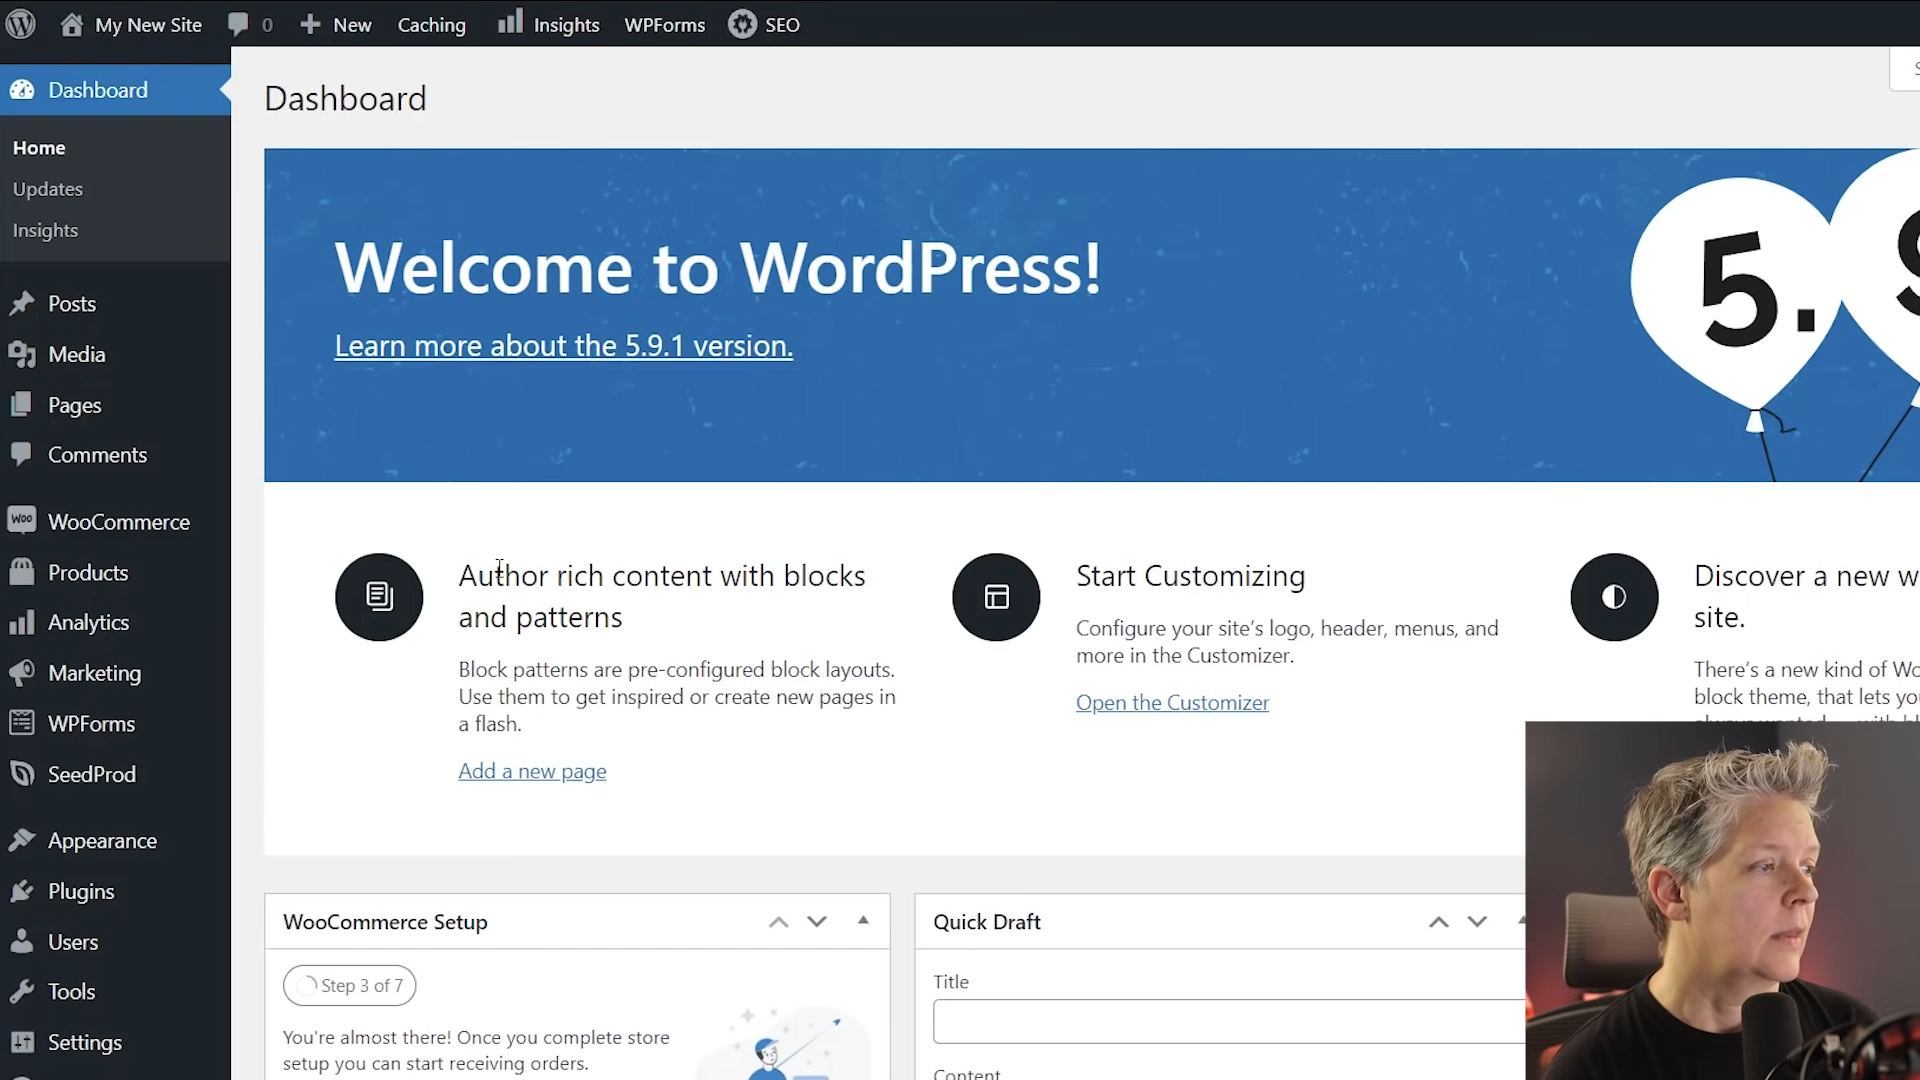 My New Site
0
New
Caching
Insights
WPForms
SEO
Dashboard
Home
Updates
Insights
Posts
Media
Pages
Comments
WooCommerce
Products
Analytics
Marketing
WPForms
SeedProd
Appearance
Plugins
Users
Tools
Settings
Dashboard
Welcome to WordPress!
Learn more about the 5.9.1 version.
5.
Author rich content with blocks
and patterns
Block patterns are pre-configured block layouts.
Use them to get inspired or create new pages in
a flash.
Add a new page
Start Customizing
Configure your site’s logo, header, menus, and
more in the Customizer.
Open the Customizer
Discover a new
site.
There’s a new kind of
block theme, that lets
WooCommerce Setup
Step 3 of 7
You're almost there! Once you complete store
setup you can start receiving orders.
Quick Draft
Title
Content